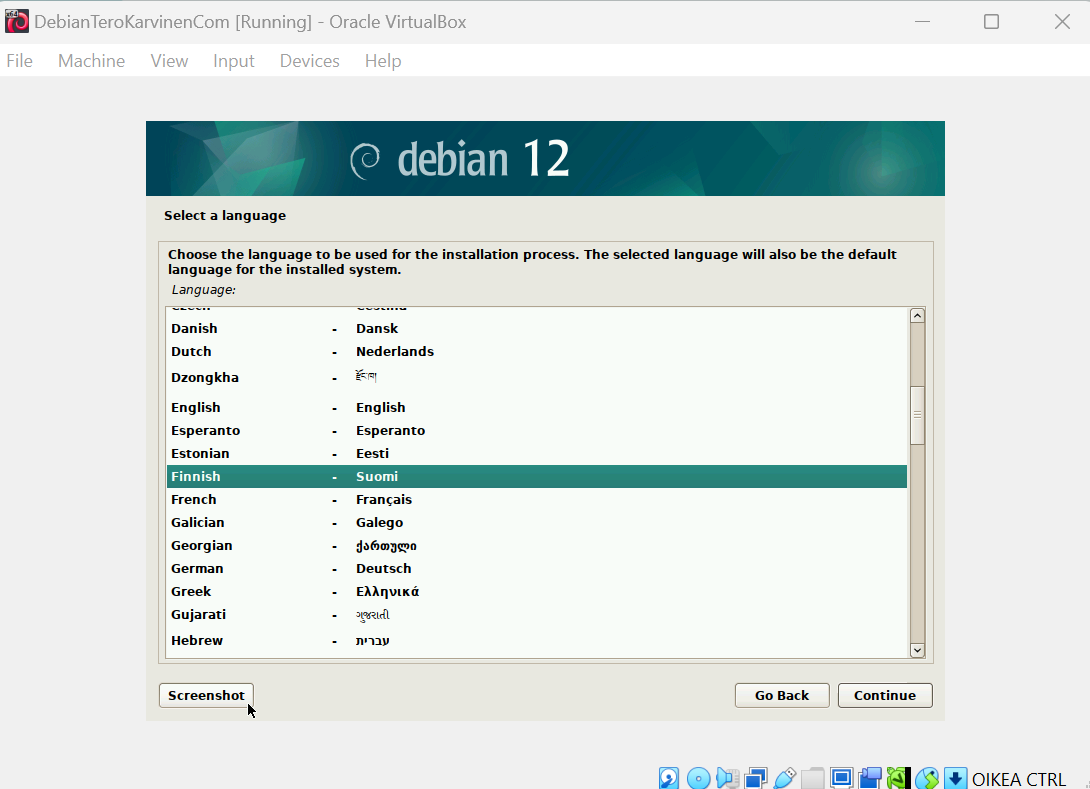 DebianTeroKarvinenCom [Running] - Oracle VirtualBox
File Machine View Input Devices Help
debian 12
Select a language
Choose the language to be used for the installation process. The selected language will also be the default
language for the installed system.
Language:
Czech - Čeština
Danish - Dansk
Dutch - Nederlands
Dzongkha - རྫོང་ཁ།
English - English
Esperanto - Esperanto
Estonian - Eesti
Finnish - Suomi
French - Français
Galician - Galego
Georgian - ქართული
German - Deutsch
Greek - Ελληνικά
Gujarati - ગુજરાતી
Hebrew - עברית
Screenshot Go Back Continue
OIKEA CTRL